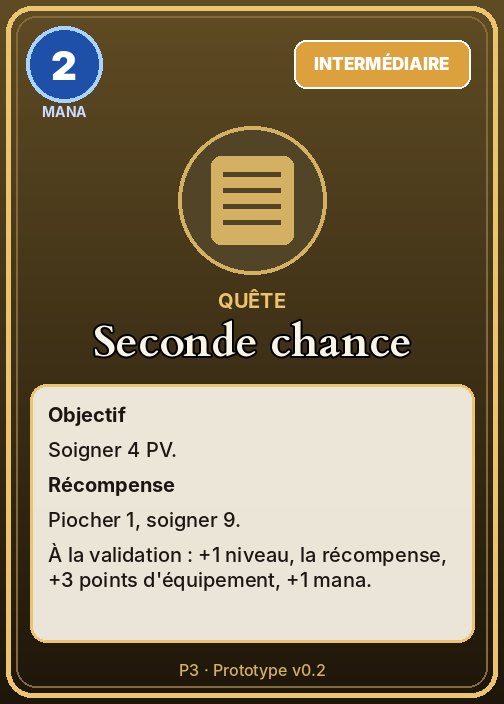 2
MANA
INTERMÉDIAIRE
QUÊTE
Seconde chance
Objectif
Soigner 4 PV.
Récompense
Piocher 1, soigner 9.
À la validation : +1 niveau, la récompense,
+3 points d'équipement, +1 mana.
P3 · Prototype v0.2